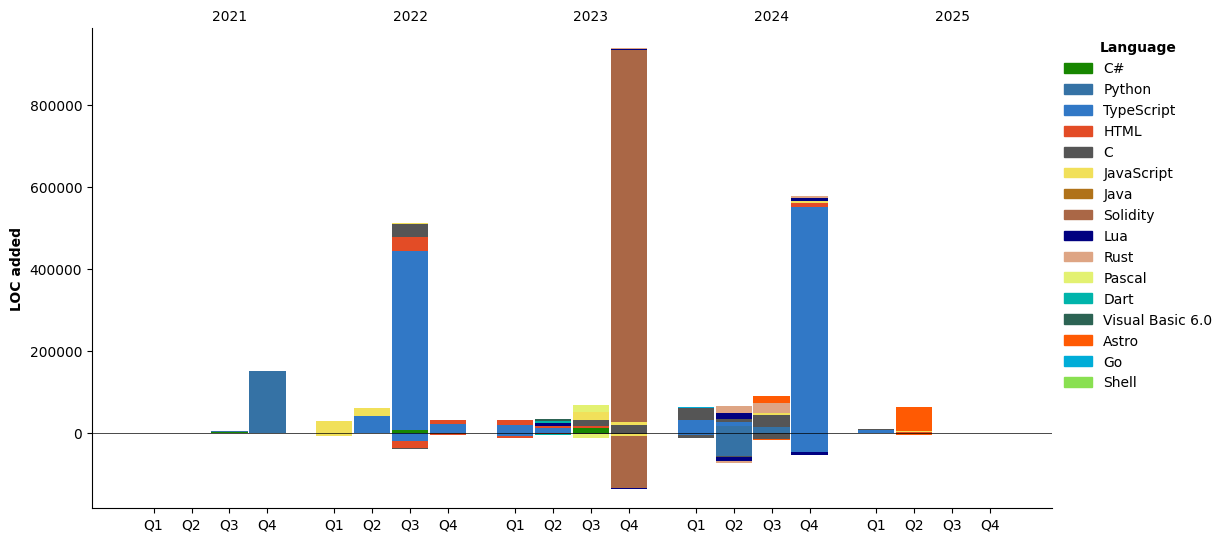 2021 2022 2023 2024 2025
LOC added
800000
600000
400000
200000
0
Q1 Q2 Q3 Q4 Q1 Q2 Q3 Q4 Q1 Q2 Q3 Q4 Q1 Q2 Q3 Q4 Q1 Q2 Q3 Q4
Language
C#
Python
TypeScript
HTML
C
JavaScript
Java
Solidity
Lua
Rust
Pascal
Dart
Visual Basic 6.0
Astro
Go
Shell